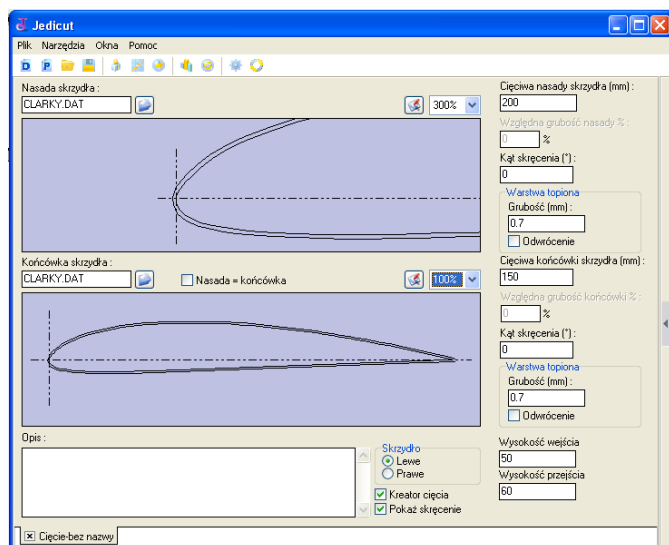 Jedicut
Plik Narzędzia Okna Pomoc
Nasada skrzydła :
CLARKY.DAT
300%
Cięciwa nasady skrzydła (mm) :
200
Względna grubość nasady % :
0 %
Kąt skręcenia (°) :
0
Warstwa topiona
Grubość (mm) :
0.7
Odwrócenie
Końcówka skrzydła :
CLARKY.DAT
Nasada = końcówka
100%
Cięciwa końcówki skrzydła (mm) :
150
Względna grubość końcówki % :
0 %
Kąt skręcenia (°) :
0
Warstwa topiona
Grubość (mm) :
0.7
Odwrócenie
Opis :
Skrzydło
Lewe
Prawe
Kreator cięcia
Pokaż skręcenie
Wysokość wejścia
50
Wysokość przejścia
60
Cięcie-bez nazwy